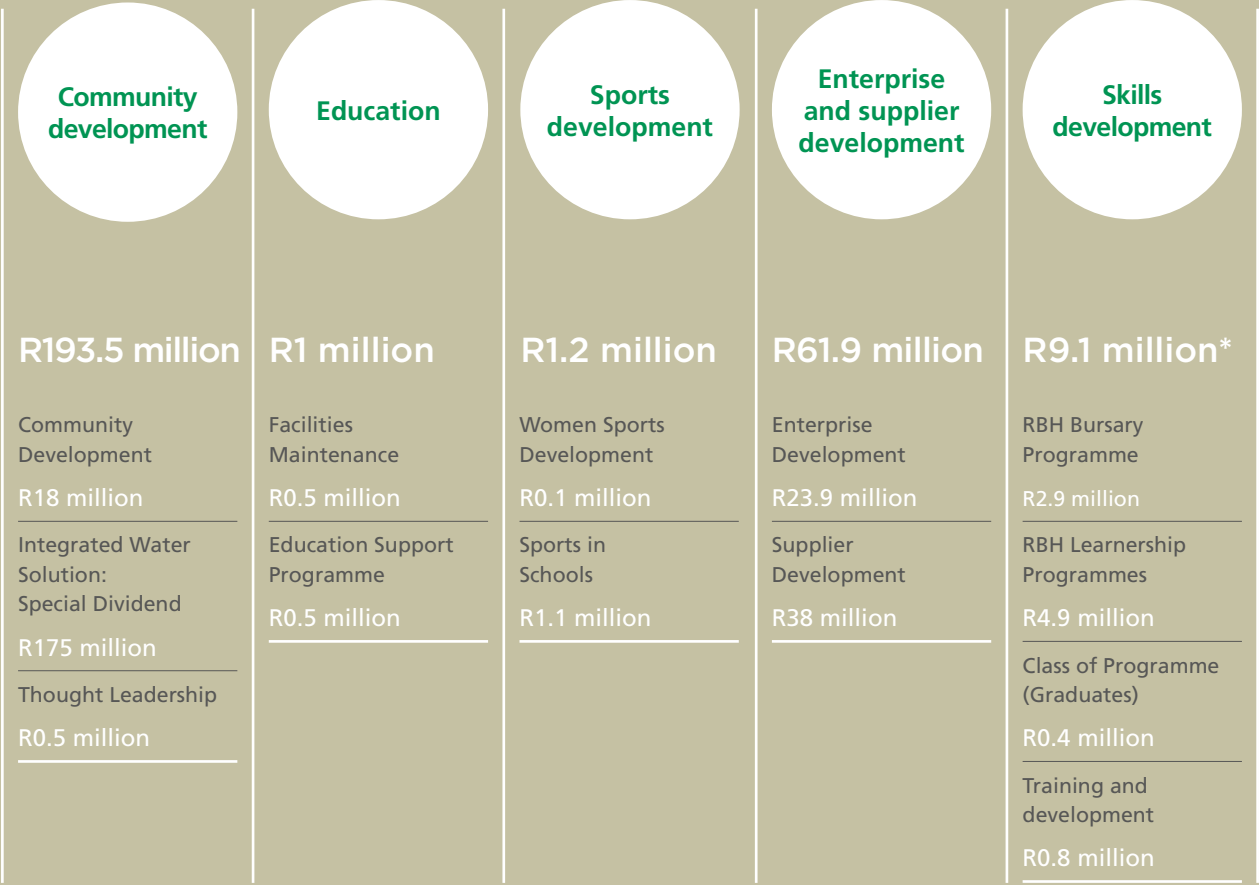 Community
development
R193.5 million
Community
Development
R18 million
Integrated Water
Solution:
Special Dividend
R175 million
Thought Leadership
R0.5 million
Education
R1 million
Facilities
Maintenance
R0.5 million
Education Support
Programme
R0.5 million
Sports
development
R1.2 million
Women Sports
Development
R0.1 million
Sports in
Schools
R1.1 million
Enterprise
and supplier
development
R61.9 million
Enterprise
Development
R23.9 million
Supplier
Development
R38 million
Skills
development
R9.1 million*
RBH Bursary
Programme
R2.9 million
RBH Learnership
Programmes
R4.9 million
Class of Programme
(Graduates)
R0.4 million
Training and
development
R0.8 million